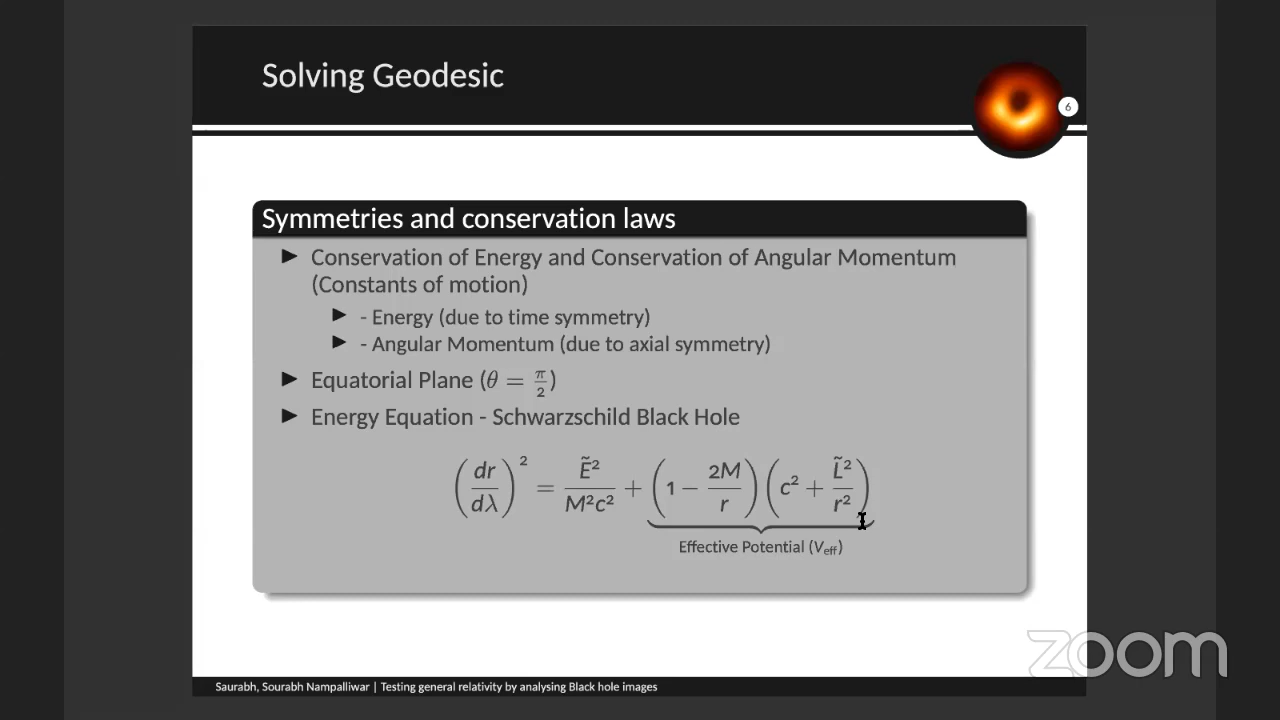 Solving Geodesic
6
Symmetries and conservation laws
► Conservation of Energy and Conservation of Angular Momentum
(Constants of motion)
► - Energy (due to time symmetry)
► - Angular Momentum (due to axial symmetry)
► Equatorial Plane (θ = π/2)
► Energy Equation - Schwarzschild Black Hole
(dr/dλ)² = Ẽ²/M²c² + (1 − 2M/r)(c² + L̃²/r²)
Effective Potential (V_eff)
zoom
Saurabh, Sourabh Nampalliwar | Testing general relativity by analysing Black hole images